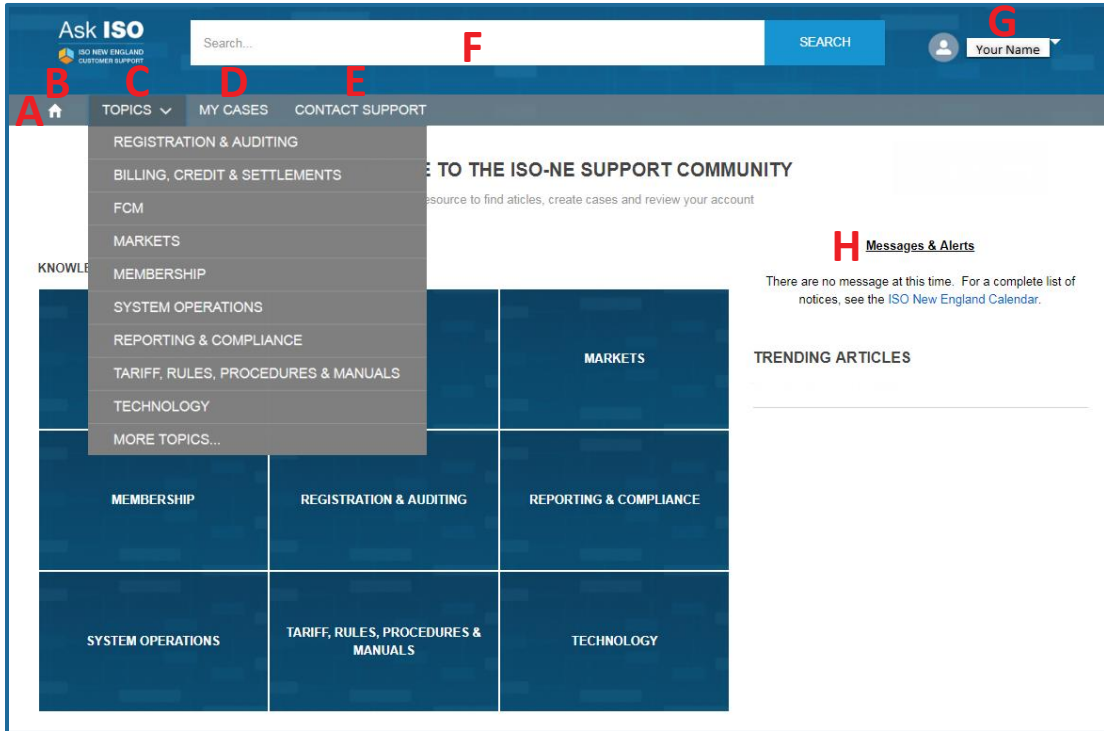 Ask ISO
ISO NEW ENGLAND
CUSTOMER SUPPORT
Search...
F
SEARCH
G
Your Name
A
B
C
D
E
TOPICS
MY CASES
CONTACT SUPPORT
REGISTRATION & AUDITING
BILLING, CREDIT & SETTLEMENTS
FCM
MARKETS
MEMBERSHIP
SYSTEM OPERATIONS
REPORTING & COMPLIANCE
TARIFF, RULES, PROCEDURES & MANUALS
TECHNOLOGY
MORE TOPICS...
TO THE ISO-NE SUPPORT COMMUNITY
esource to find aticles, create cases and review your account
KNOWLE
H
Messages & Alerts
There are no message at this time. For a complete list of
notices, see the ISO New England Calendar.
TRENDING ARTICLES
MARKETS
MEMBERSHIP
REGISTRATION & AUDITING
REPORTING & COMPLIANCE
SYSTEM OPERATIONS
TARIFF, RULES, PROCEDURES &
MANUALS
TECHNOLOGY